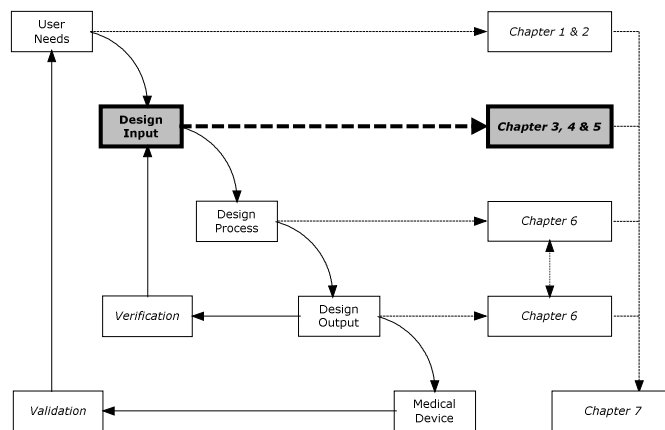 User
Needs
Chapter 1 & 2
Design
Input
Chapter 3, 4 & 5
Design
Process
Chapter 6
Verification
Design
Output
Chapter 6
Validation
Medical
Device
Chapter 7